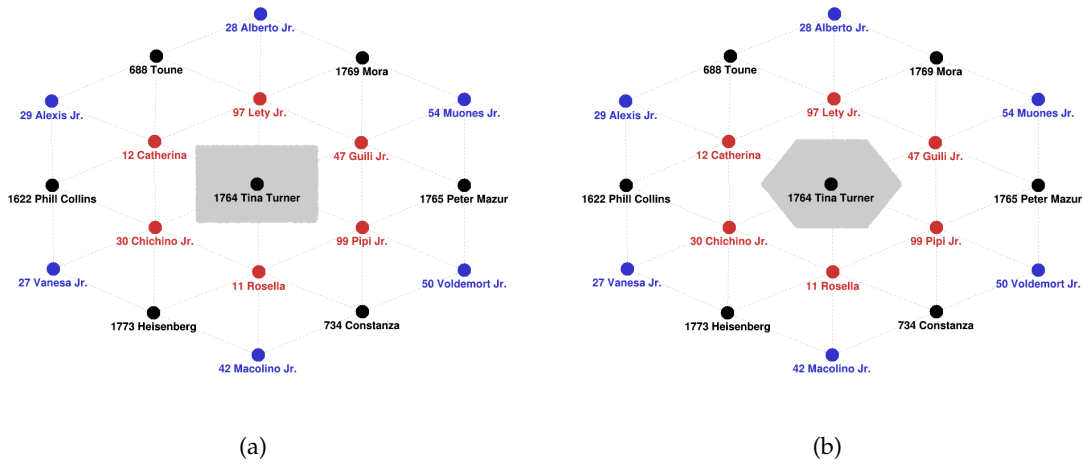 28 Alberto Jr.
688 Toune
1769 Mora
29 Alexis Jr.
97 Lety Jr.
54 Muones Jr.
12 Catherina
47 Guili Jr.
1622 Phill Collins
1764 Tina Turner
1765 Peter Mazur
30 Chichino Jr.
99 Pipi Jr.
27 Vanesa Jr.
11 Rosella
50 Voldemort Jr.
1773 Heisenberg
734 Constanza
42 Macolino Jr.
(a)
28 Alberto Jr.
688 Toune
1769 Mora
29 Alexis Jr.
97 Lety Jr.
54 Muones Jr.
12 Catherina
47 Guili Jr.
1622 Phill Collins
1764 Tina Turner
1765 Peter Mazur
30 Chichino Jr.
99 Pipi Jr.
27 Vanesa Jr.
11 Rosella
50 Voldemort Jr.
1773 Heisenberg
734 Constanza
42 Macolino Jr.
(b)